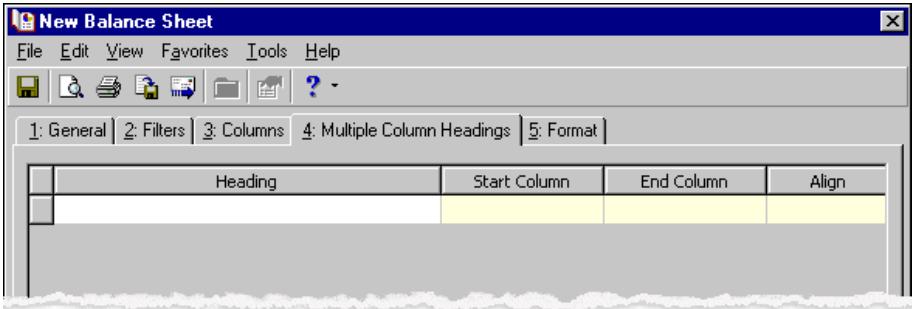 New Balance Sheet
File Edit View Favorites Tools Help
?
1: General 2: Filters 3: Columns 4: Multiple Column Headings 5: Format
Heading Start Column End Column Align